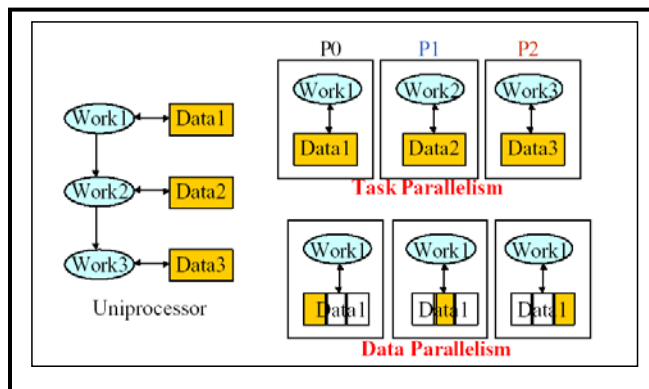 P0 P1 P2
Work1 Work2 Work3
Work1 Data1
Data1 Data2 Data3
Task Parallelism
Work2 Data2
Work1 Work1 Work1
Work3 Data3
Data1 Data1 Data1
Uniprocessor
Data Parallelism